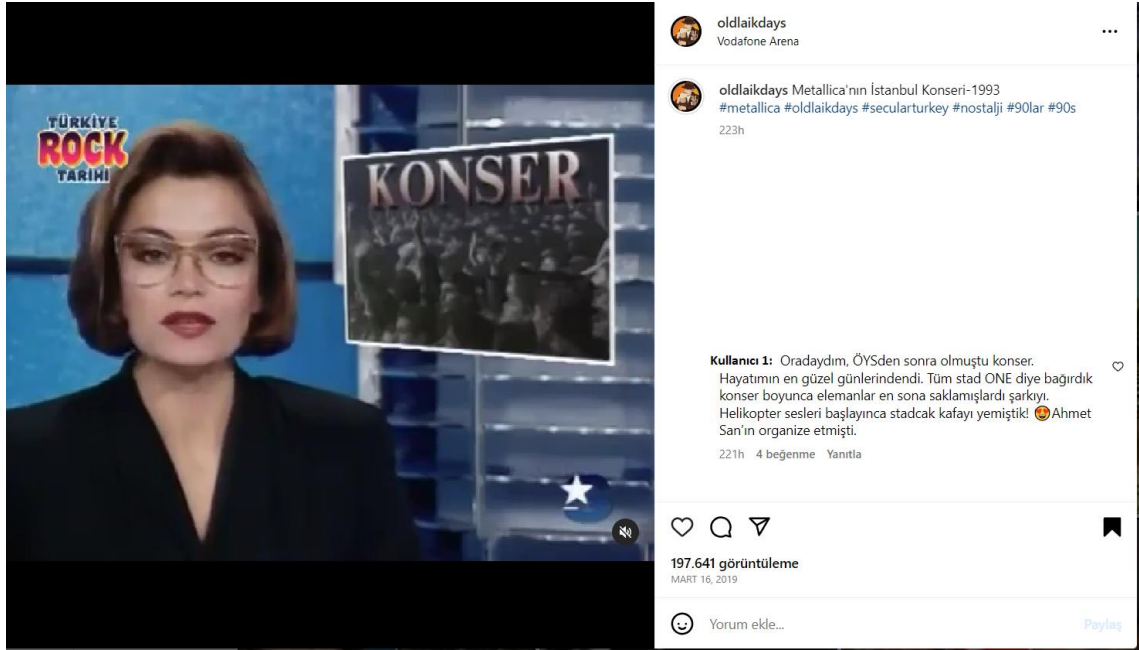 TÜRKİYE
ROCK
TARİHİ
KONSER
oldlaikdays
Vodafone Arena
oldlaikdays Metallica'nın İstanbul Konseri-1993
#metallica #oldlaikdays #secularturkey #nostalji #90lar #90s
223h
Kullanıcı 1: Oradaydım, ÖYSden sonra olmuştu konser.
Hayatımın en güzel günlerindendi. Tüm stad ONE diye bağırdık
konser boyunca elemanlar en sona saklamışlardı şarkıyı.
Helikopter sesleri başlayınca stadcak kafayı yemiştik! 😍Ahmet
San'ın organize etmişti.
221h 4 beğenme Yanıtla
197.641 görüntüleme
MART 16, 2019
Yorum ekle...
Paylaş